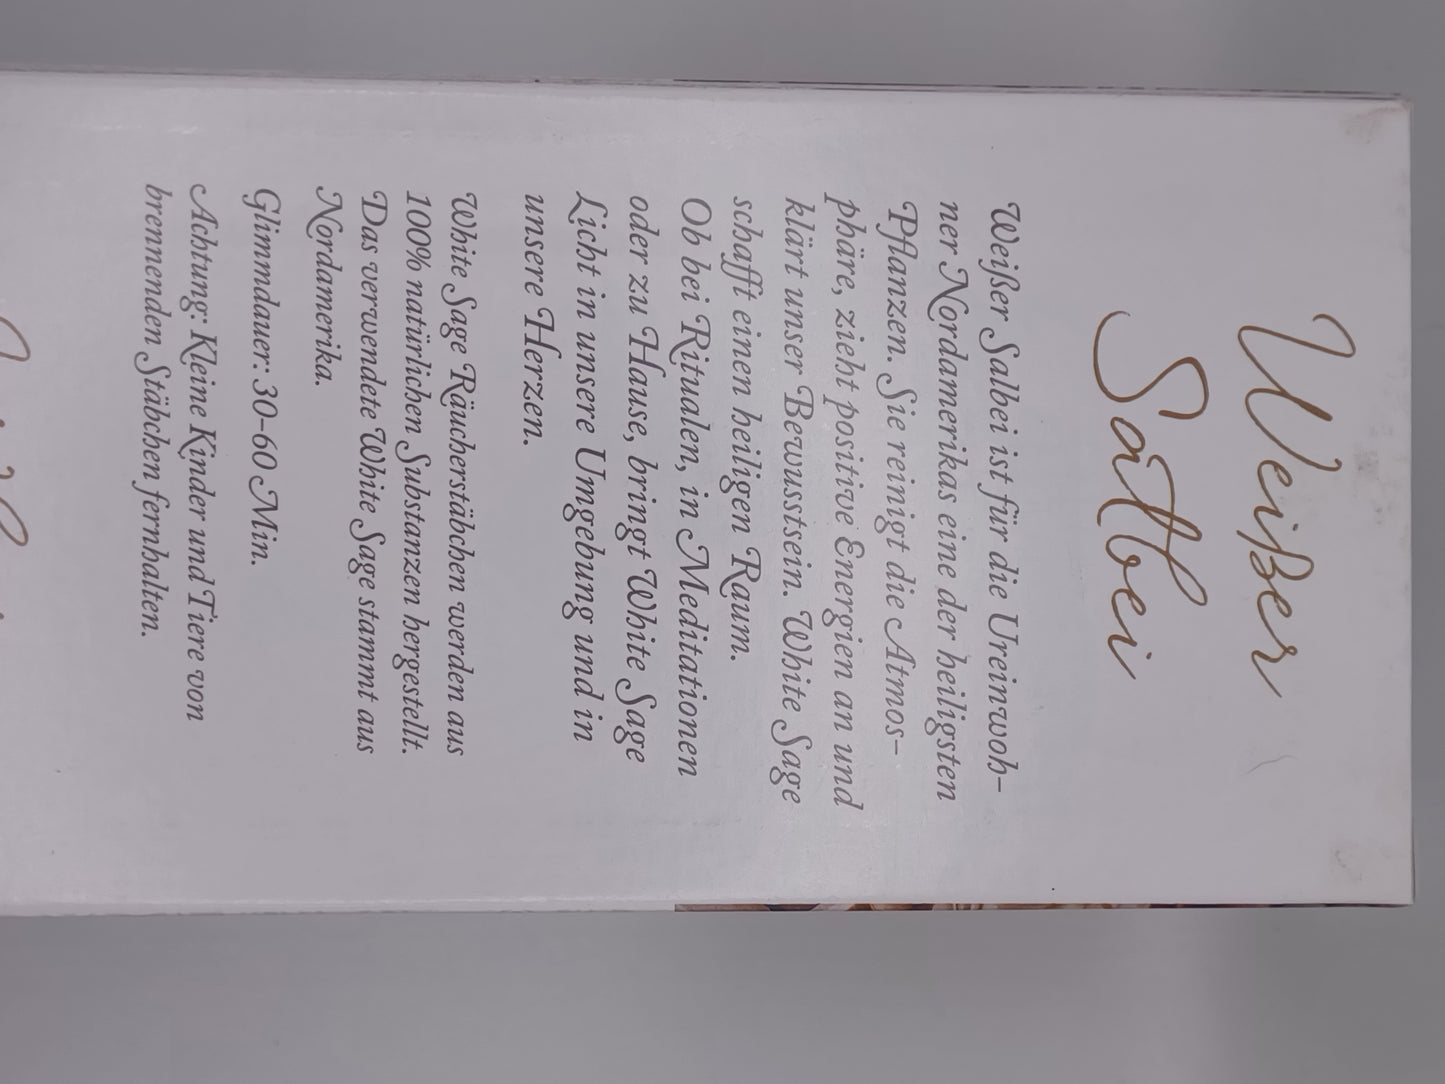 Weißer
Salbei
Weißer Salbei ist für die Ureinwoh-
ner Nordamerikas eine der heiligsten
Pflanzen. Sie reinigt die Atmos-
phäre, zieht positive Energien an und
klärt unser Bewusstsein. White Sage
schafft einen heiligen Raum.
Ob bei Ritualen, in Meditationen
oder zu Hause, bringt White Sage
Licht in unsere Umgebung und in
unsere Herzen.
White Sage Räucherstäbchen werden aus
100% natürlichen Substanzen hergestellt.
Das verwendete White Sage stammt aus
Nordamerika.
Glimmdauer: 30-60 Min.
Achtung: Kleine Kinder und Tiere von
brennenden Stäbchen fernhalten.